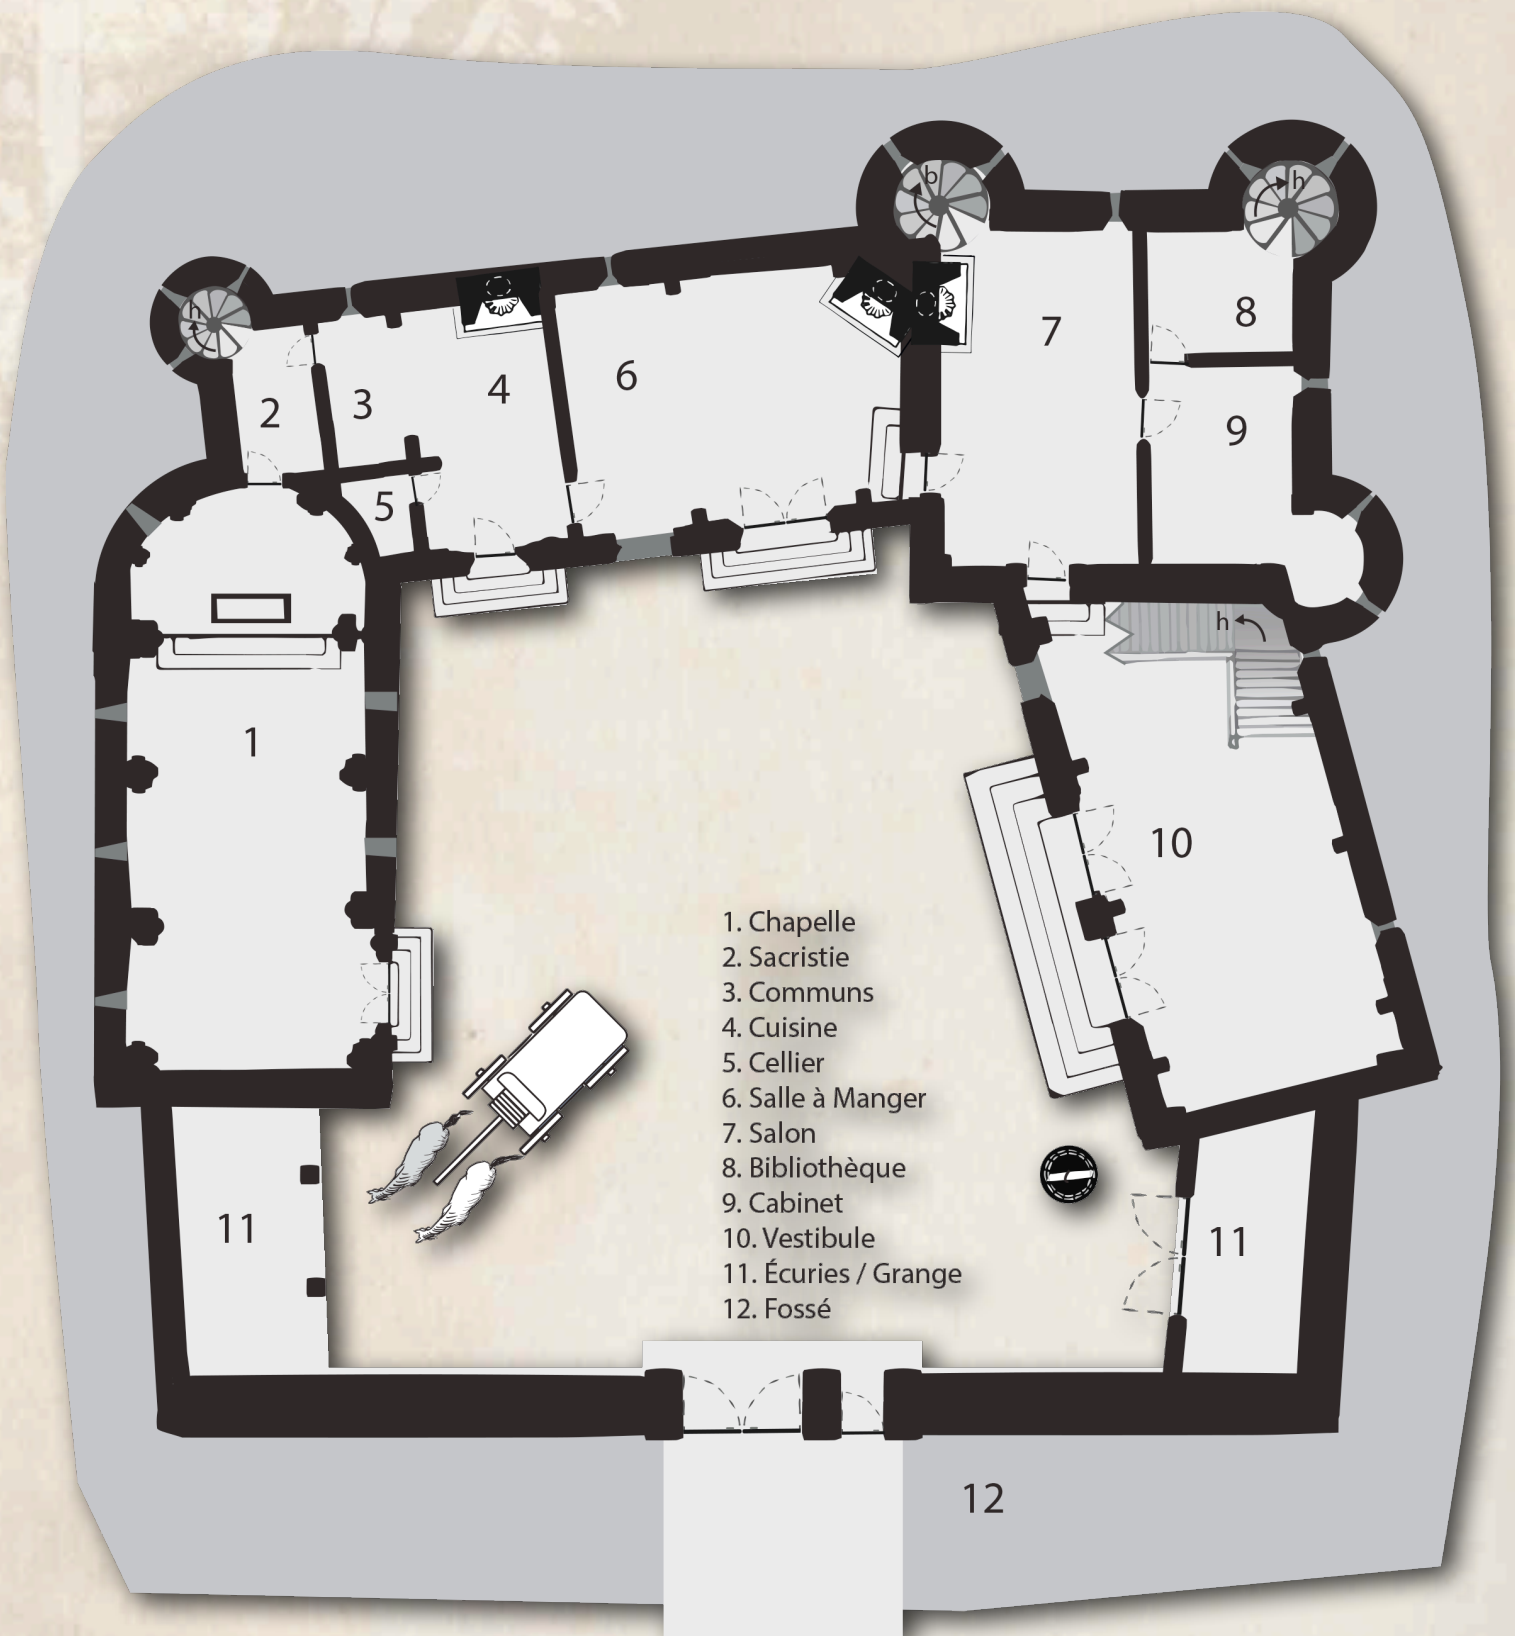 b
h
h
8
7
6
4
3
2
9
5
h
1
10
1. Chapelle
2. Sacristie
3. Communs
4. Cuisine
5. Cellier
6. Salle à Manger
7. Salon
8. Bibliothèque
9. Cabinet
10. Vestibule
11. Écuries / Grange
12. Fossé
11
11
12